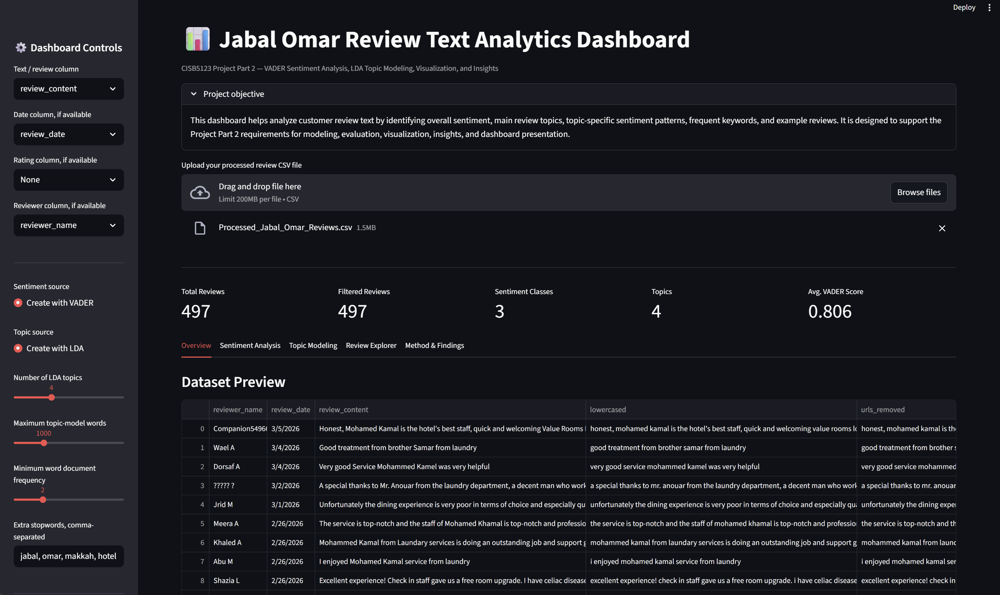 Deploy
Dashboard Controls
Text / review column
review_content
Date column, if available
review_date
Rating column, if available
None
Reviewer column, if available
reviewer_name
Sentiment source
Create with VADER
Topic source
Create with LDA
Number of LDA topics
4
Maximum topic-model words
1000
Minimum word document
frequency
2
Extra stopwords, comma-
separated
jabal, omar, makkah, hotel
Jabal Omar Review Text Analytics Dashboard
CISB5123 Project Part 2 — VADER Sentiment Analysis, LDA Topic Modeling, Visualization, and Insights
Project objective
This dashboard helps analyze customer review text by identifying overall sentiment, main review topics, topic-specific sentiment patterns, frequent keywords, and example reviews. It is designed to support the
Project Part 2 requirements for modeling, evaluation, visualization, insights, and dashboard presentation.
Upload your processed review CSV file
Drag and drop file here
Limit 200MB per file • CSV
Browse files
Processed_Jabal_Omar_Reviews.csv 1.5MB
Total Reviews Filtered Reviews Sentiment Classes Topics Avg. VADER Score
497 497 3 4 0.806
Overview Sentiment Analysis Topic Modeling Review Explorer Method & Findings
Dataset Preview
reviewer_name review_date review_content lowercased urls_removed
0 Companion5496 3/5/2026 Honest, Mohamed Kamal is the hotel's best staff, quick and welcoming Value Rooms honest, mohamed kamal is the hotel's best staff, quick and welcoming value rooms lo honest, mohamed kamal is th
1 Wael A 3/4/2026 Good treatment from brother Samar from laundry good treatment from brother samar from laundry good treatment from brother s
2 Dorsaf A 3/4/2026 Very good Service Mohammed Kamel was very helpful very good service mohammed kamel was very helpful very good service mohammed
3 ????? ? 3/2/2026 A special thanks to Mr. Anouar from the laundry department, a decent man who work a special thanks to mr. anouar from the laundry department, a decent man who work a special thanks to mr. anouar
4 Jrid M 3/1/2026 Unfortunately the dining experience is very poor in terms of choice and especially qu unfortunately the dining experience is very poor in terms of choice and especially qua unfortunately the dining exper
5 Meera A 2/26/2026 The service is top-notch and the staff of Mohamed Khamal is top-notch and professio the service is top-notch and the staff of mohamed khamal is top-notch and professio the service is top-notch and th
6 Khaled A 2/26/2026 Mohammed Kamal from Laundary services is doing an outstanding job and support g mohammed kamal from laundary services is doing an outstanding job and support g mohammed kamal from laund
7 Abu M 2/26/2026 I enjoyed Mohamed Kamal service from laundry i enjoyed mohamed kamal service from laundry i enjoyed mohamed kamal ser
8 Shazia L 2/26/2026 Excellent experience! Check in staff gave us a free room upgrade. I have celiac disease excellent experience! check in staff gave us a free room upgrade. i have celiac disease excellent experience! check in